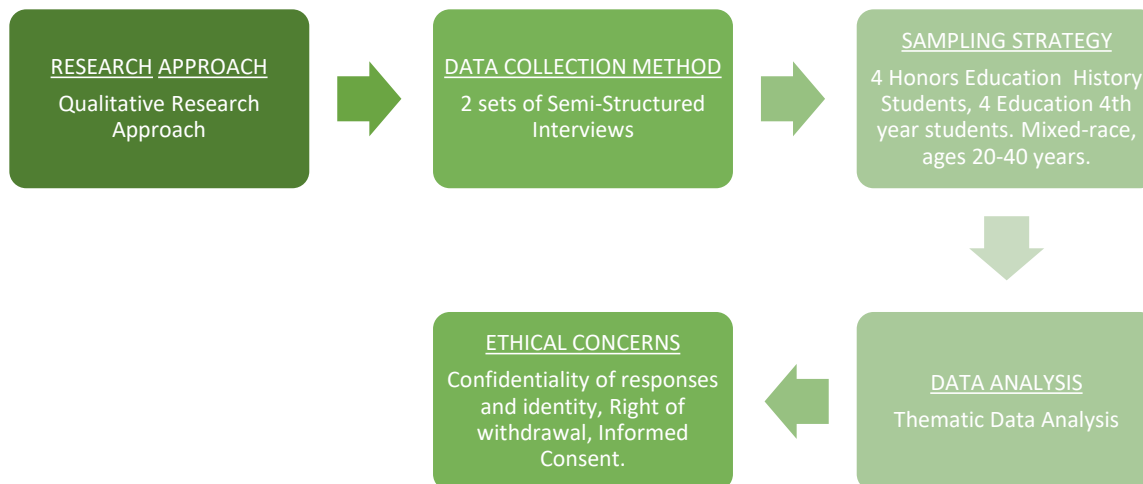 RESEARCH APPROACH
Qualitative Research
Approach
DATA COLLECTION METHOD
2 sets of Semi-Structured
Interviews
SAMPLING STRATEGY
4 Honors Education  History
Students, 4 Education 4th
year students. Mixed-race,
ages 20-40 years.
DATA ANALYSIS
Thematic Data Analysis
ETHICAL CONCERNS
Confidentiality of responses
and identity, Right of
withdrawal, Informed
Consent.